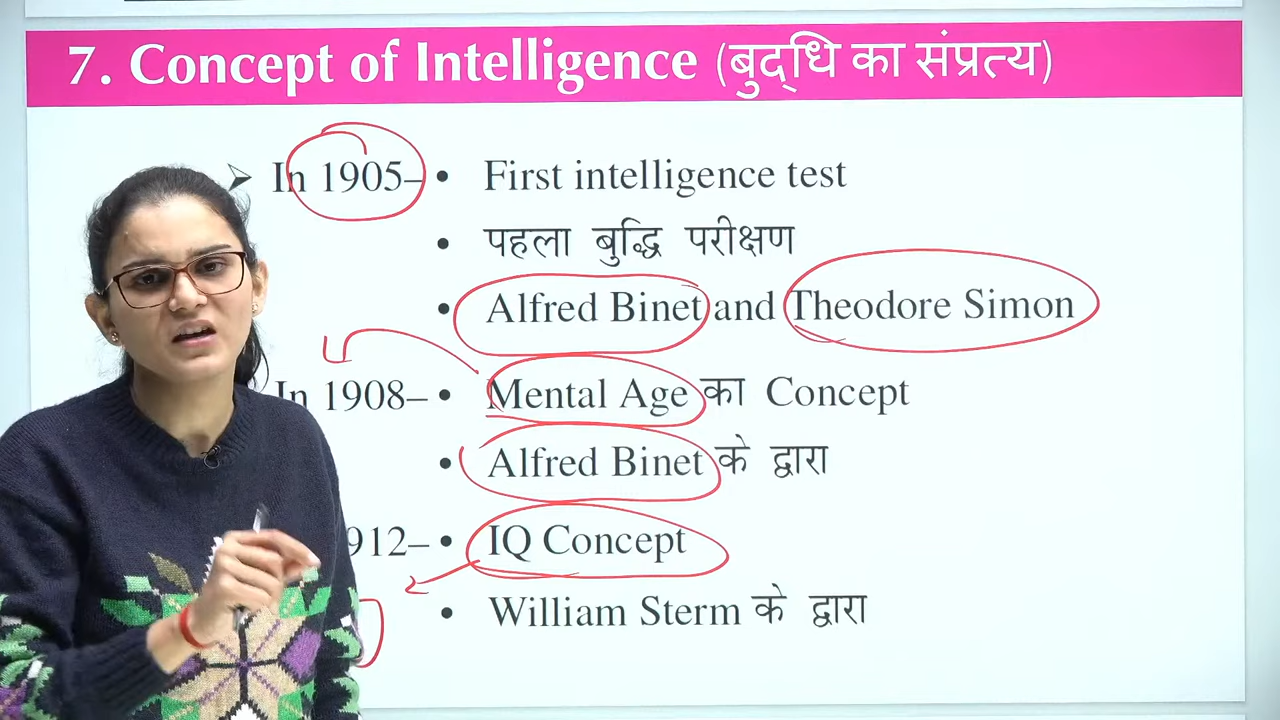 7. Concept of Intelligence (बुद्धि का संप्रत्य)
In 1905– • First intelligence test
• पहला बुद्धि परीक्षण
• Alfred Binet and Theodore Simon
In 1908– • Mental Age का Concept
• Alfred Binet के द्वारा
912– • IQ Concept
• William Sterm के द्वारा